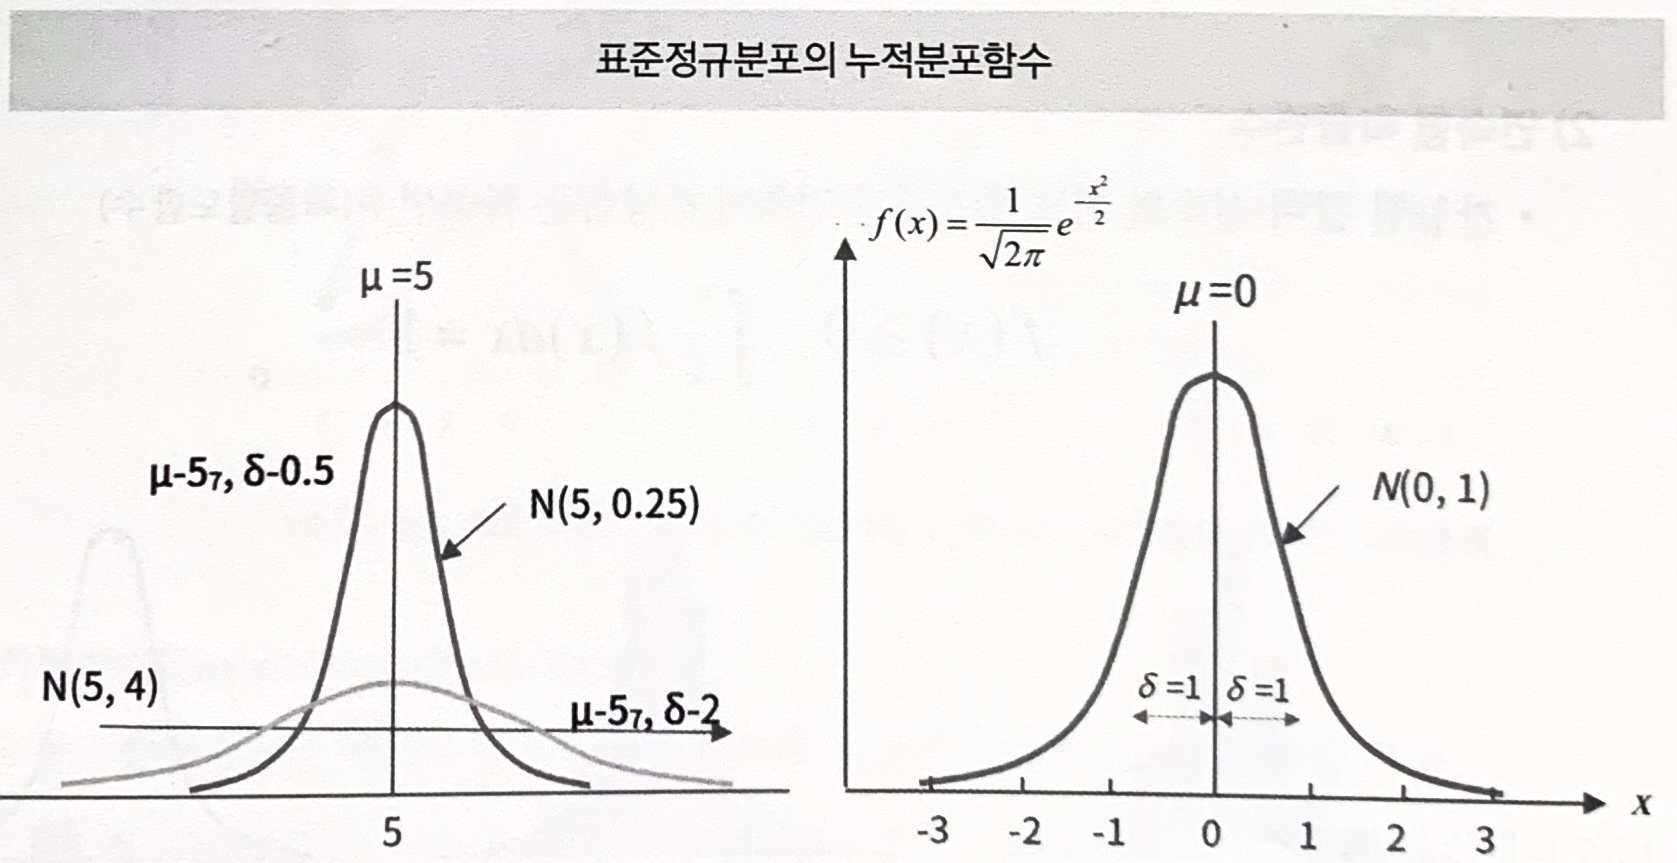 표준정규분포의 누적분포함수
μ =5
μ-5₇, δ-0.5
N(5, 0.25)
N(5, 4)
μ-5₇, δ-2
5
f(x) = \frac{1}{\sqrt{2π}} e^{\frac{x^2}{2}}
μ =0
N(0, 1)
δ =1 δ =1
-3 -2 -1 0 1 2 3 x